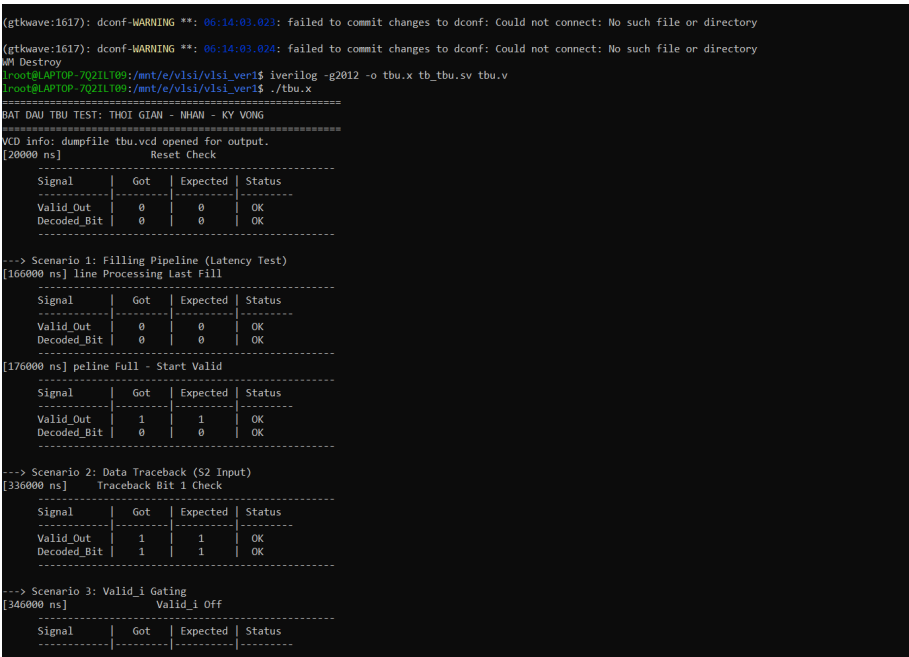 (gtkwave:1617): dconf-WARNING **: 06:14:03.023: failed to commit changes to dconf: Could not connect: No such file or directory
(gtkwave:1617): dconf-WARNING **: 06:14:03.024: failed to commit changes to dconf: Could not connect: No such file or directory
WM Destroy
lroot@LAPTOP-7Q2ILT09:/mnt/e/vlsi/vlsi_ver1$ iverilog -g2012 -o tbu.x tb_tbu.sv tbu.v
lroot@LAPTOP-7Q2ILT09:/mnt/e/vlsi/vlsi_ver1$ ./tbu.x
=======================================================
BAT DAU TBU TEST: THOI GIAN - NHAN - KY VONG
=======================================================
VCD info: dumpfile tbu.vcd opened for output.
[20000 ns]               Reset Check
      -------------------------------------------------
      Signal      |   Got   | Expected | Status
      ------------|---------|----------|---------
      Valid_Out   |    0    |    0     |  OK
      Decoded_Bit |    0    |    0     |  OK
      -------------------------------------------------
---> Scenario 1: Filling Pipeline (Latency Test)
[166000 ns] line Processing Last Fill
      -------------------------------------------------
      Signal      |   Got   | Expected | Status
      ------------|---------|----------|---------
      Valid_Out   |    0    |    0     |  OK
      Decoded_Bit |    0    |    0     |  OK
      -------------------------------------------------
[176000 ns] peline Full - Start Valid
      -------------------------------------------------
      Signal      |   Got   | Expected | Status
      ------------|---------|----------|---------
      Valid_Out   |    1    |    1     |  OK
      Decoded_Bit |    0    |    0     |  OK
      -------------------------------------------------
---> Scenario 2: Data Traceback (S2 Input)
[336000 ns]     Traceback Bit 1 Check
      -------------------------------------------------
      Signal      |   Got   | Expected | Status
      ------------|---------|----------|---------
      Valid_Out   |    1    |    1     |  OK
      Decoded_Bit |    1    |    1     |  OK
      -------------------------------------------------
---> Scenario 3: Valid_i Gating
[346000 ns]               Valid_i Off
      -------------------------------------------------
      Signal      |   Got   | Expected | Status
      ------------|---------|----------|---------